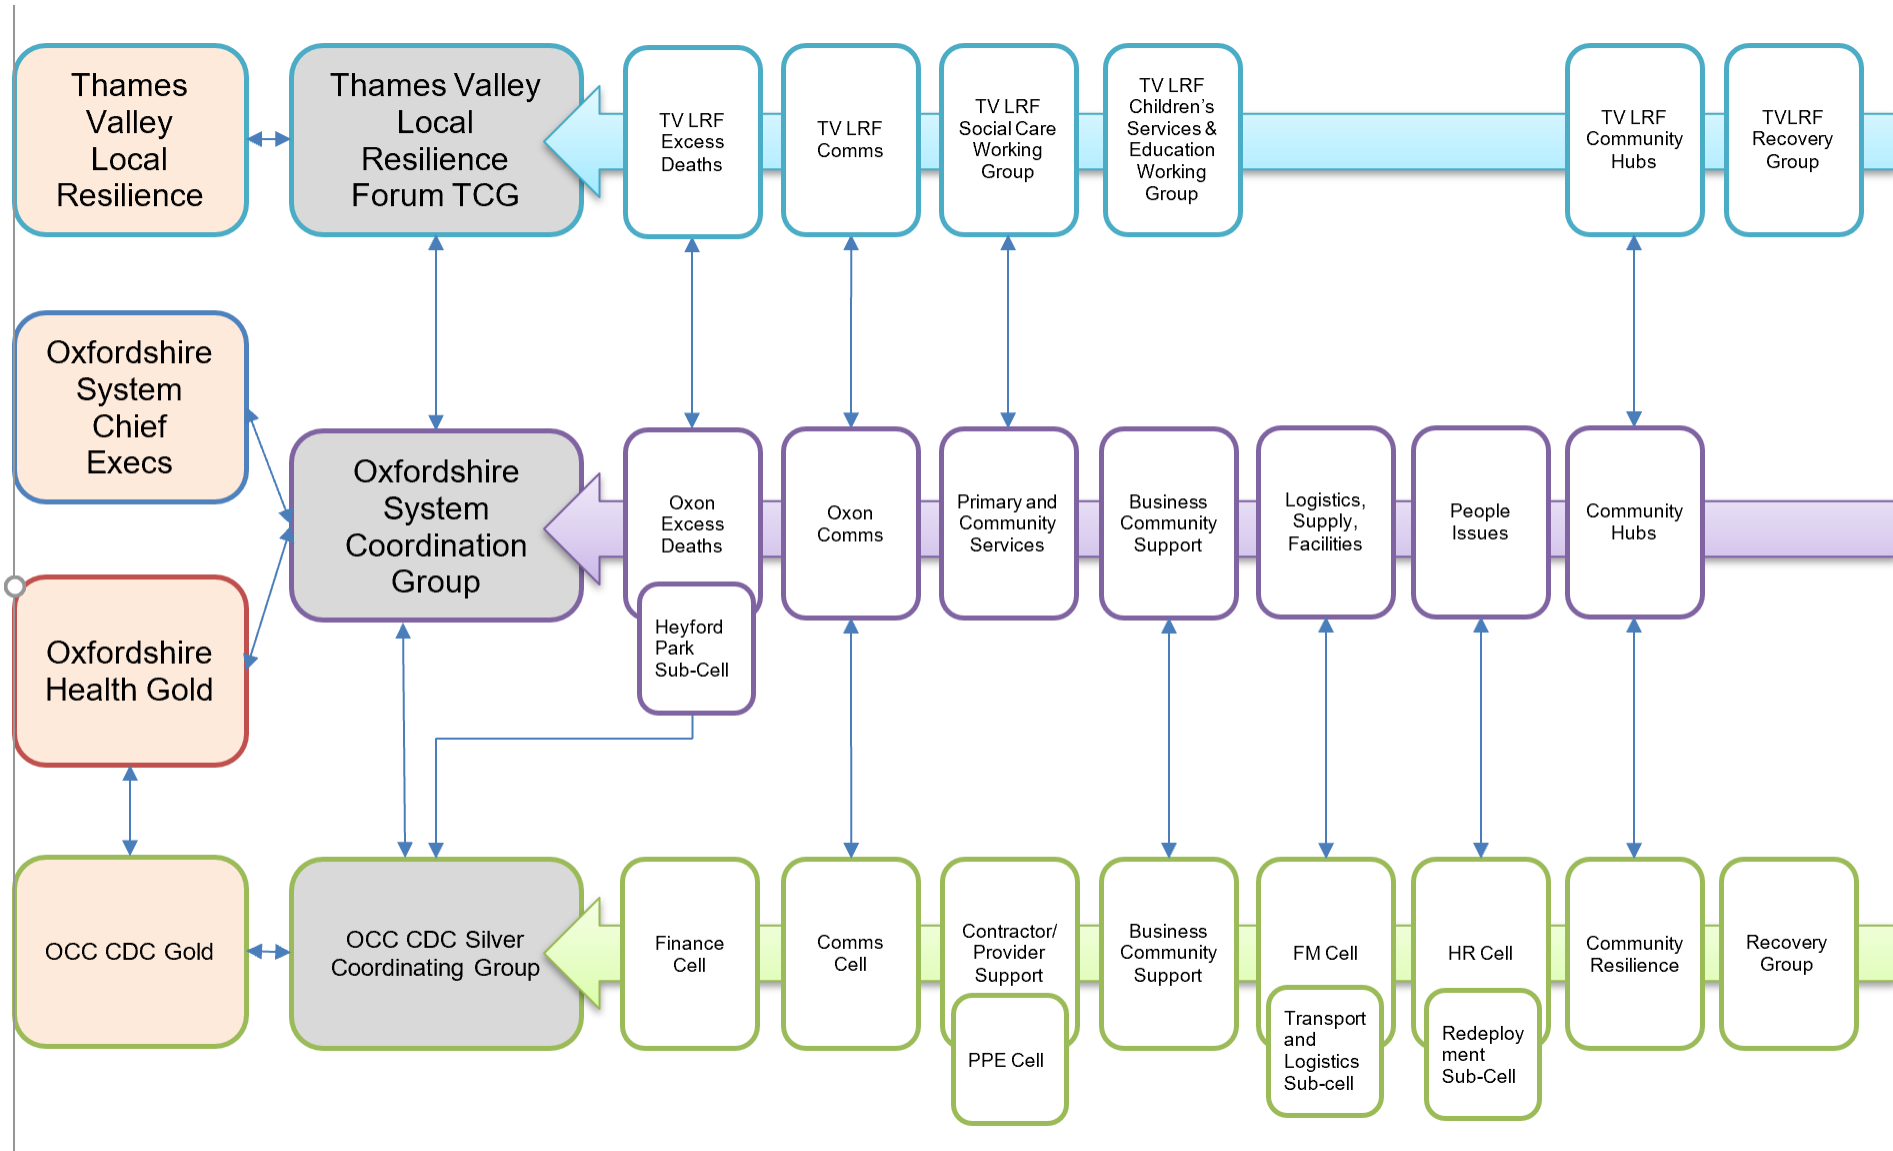 Thames
Valley
Local
Resilience
Thames Valley
Local
Resilience
Forum TCG
TV LRF
Excess
Deaths
TV LRF
Comms
TV LRF
Social Care
Working
Group
TV LRF
Children’s
Services &
Education
Working
Group
TV LRF
Community
Hubs
TVLRF
Recovery
Group
Oxfordshire
System
Chief
Execs
Oxfordshire
System
Coordination
Group
Oxon
Excess
Deaths
Heyford
Park
Sub-Cell
Oxon
Comms
Primary and
Community
Services
Business
Community
Support
Logistics,
Supply,
Facilities
People
Issues
Community
Hubs
Oxfordshire
Health Gold
OCC CDC Gold
OCC CDC Silver
Coordinating Group
Finance
Cell
Comms
Cell
Contractor/
Provider
Support
PPE Cell
Business
Community
Support
FM Cell
Transport
and
Logistics
Sub-cell
HR Cell
Redeploy
ment
Sub-Cell
Community
Resilience
Recovery
Group